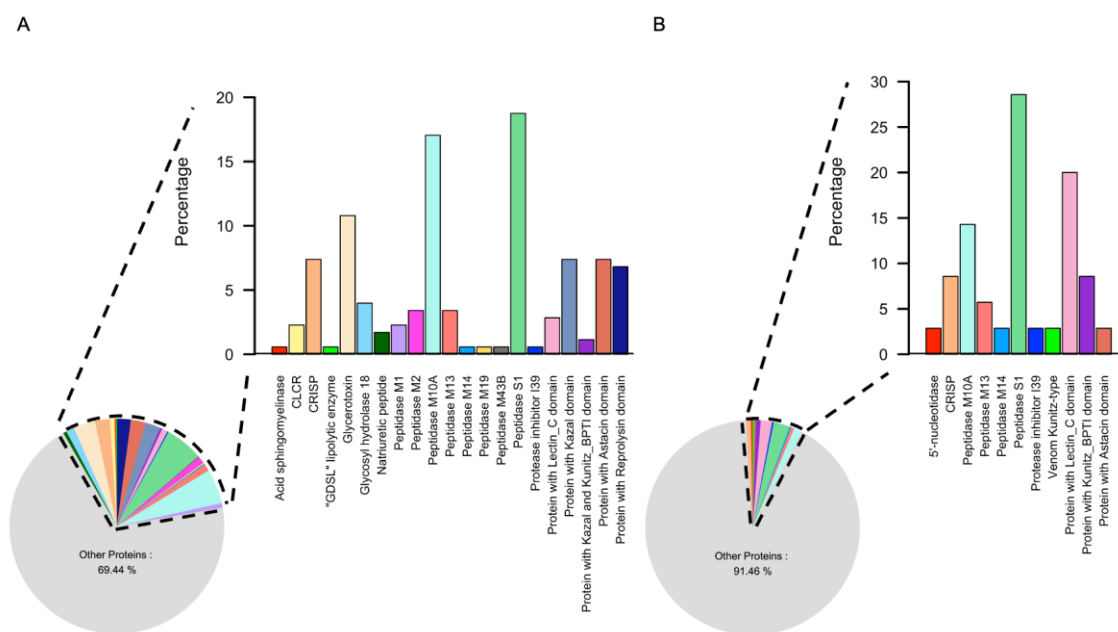 A
Percentage
20
15
10
5
0
Acid sphingomyelinase
CLCR
CRISP
"GDSL" lipolytic enzyme
Glycerotoxin
Glycosyl hydrolase 18
Natriuretic peptide
Peptidase M1
Peptidase M2
Peptidase M10A
Peptidase M13
Peptidase M14
Peptidase M19
Peptidase M43B
Peptidase S1
Protease inhibitor I39
Protein with Lectin_C domain
Protein with Kazal domain
Protein with Kazal and Kunitz_BPTI domain
Protein with Astacin domain
Protein with Reprolysin domain
Other Proteins :
69.44 %
B
Percentage
30
25
20
15
10
5
0
5'-nucleotidase
CRISP
Peptidase M10A
Peptidase M13
Peptidase M14
Peptidase S1
Protease inhibitor I39
Venom Kunitz-type
Protein with Lectin_C domain
Protein with Kunitz_BPTI domain
Protein with Astacin domain
Other Proteins :
91.46 %